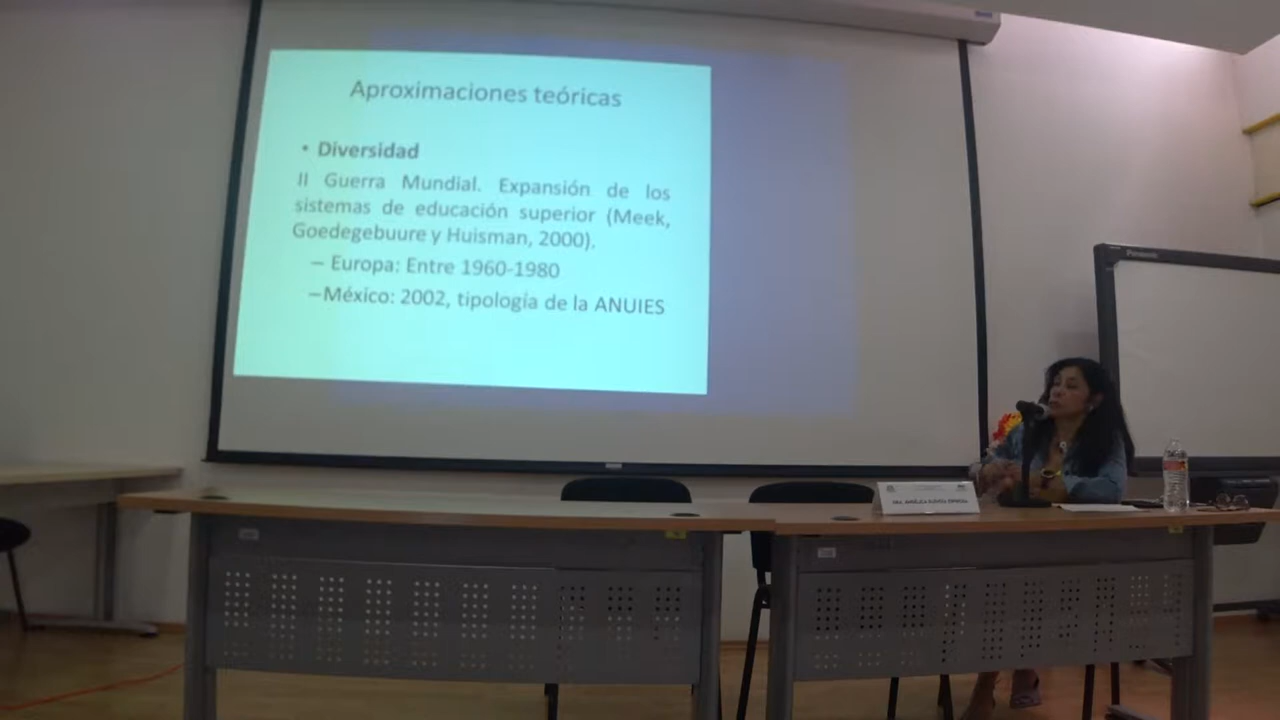 Aproximaciones teóricas
• Diversidad
II Guerra Mundial. Expansión de los
sistemas de educación superior (Meek,
Goedegebuure y Huisman, 2000).
– Europa: Entre 1960-1980
–México: 2002, tipología de la ANUIES
Panasonic